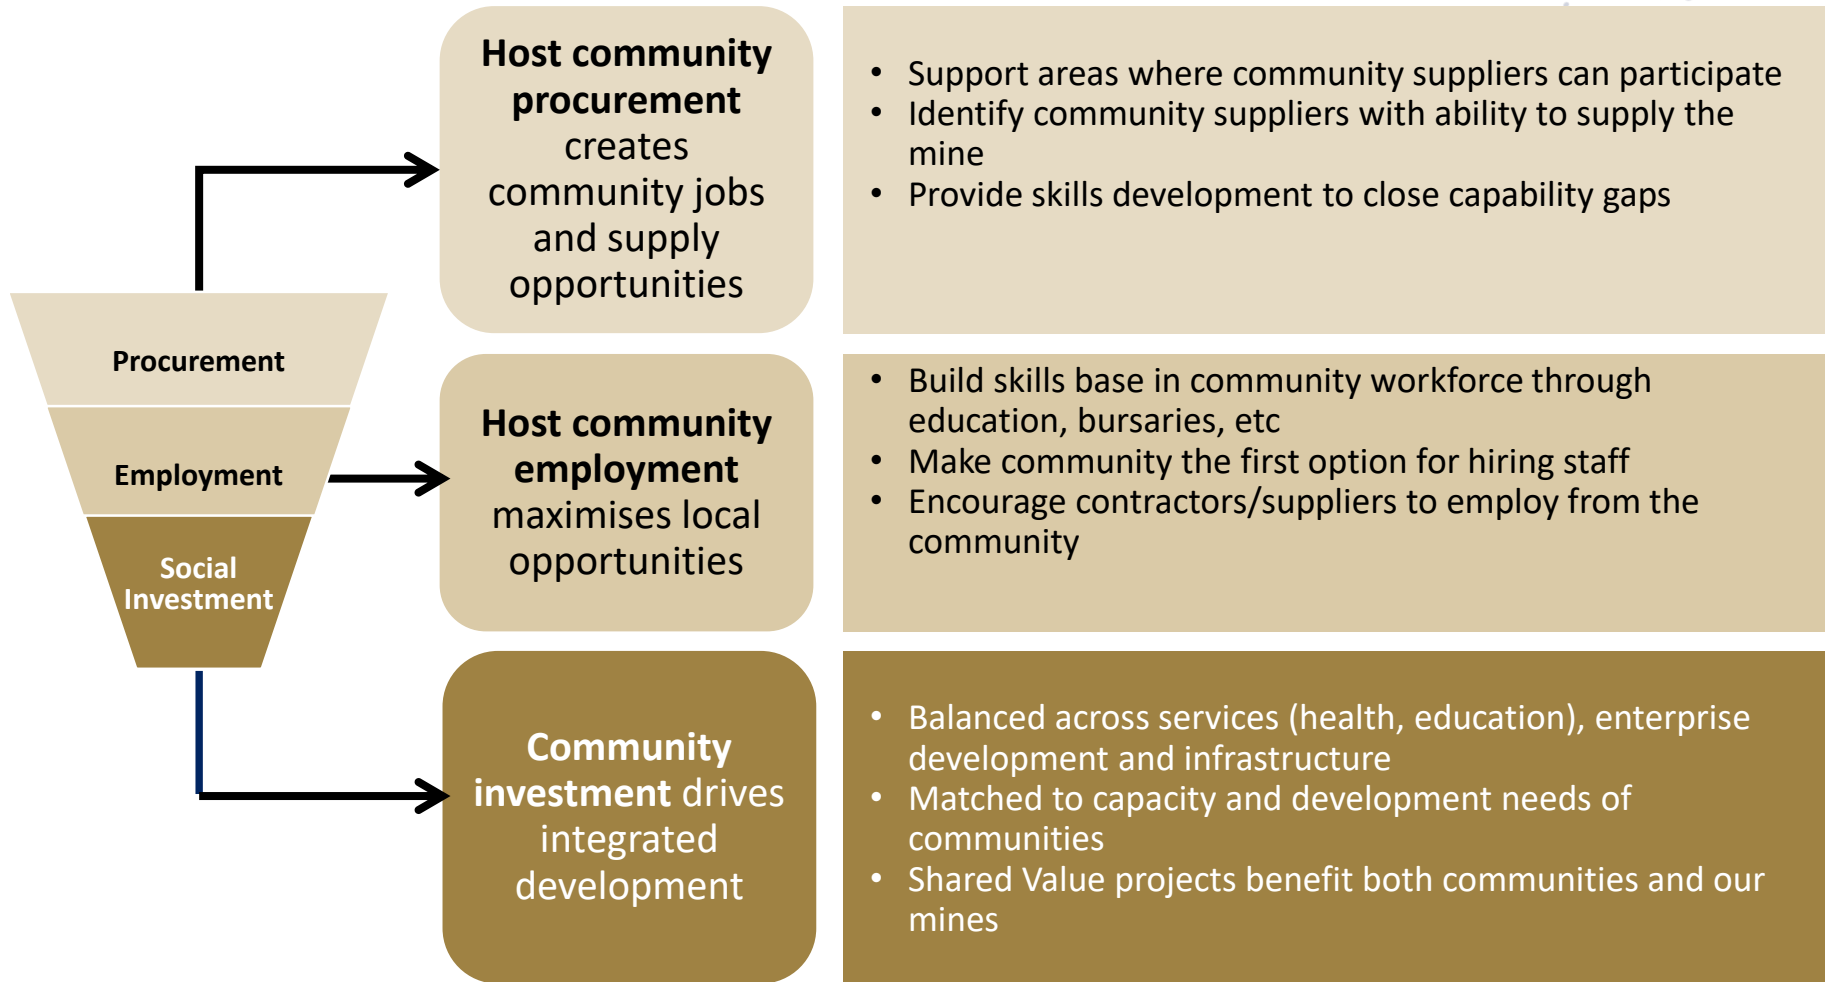 Procurement
Employment
Social
Investment
Host community
procurement
creates
community jobs
and supply
opportunities
• Support areas where community suppliers can participate
• Identify community suppliers with ability to supply the
mine
• Provide skills development to close capability gaps
Host community
employment
maximises local
opportunities
• Build skills base in community workforce through
education, bursaries, etc
• Make community the first option for hiring staff
• Encourage contractors/suppliers to employ from the
community
Community
investment drives
integrated
development
• Balanced across services (health, education), enterprise
development and infrastructure
• Matched to capacity and development needs of
communities
• Shared Value projects benefit both communities and our
mines